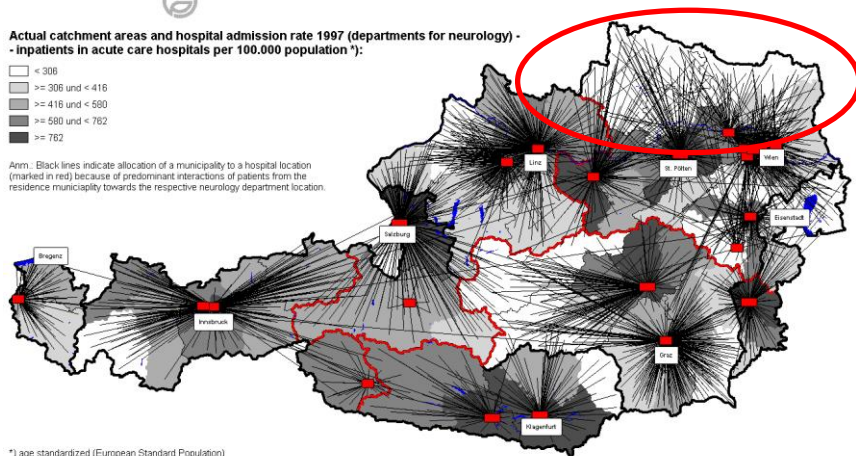 Actual catchment areas and hospital admission rate 1997 (departments for neurology) -
- inpatients in acute care hospitals per 100.000 population *):
< 306
>= 306 und < 416
>= 416 und < 580
>= 580 und < 762
>= 762
Anm.: Black lines indicate allocation of a municipality to a hospital location
(marked in red) because of predominant interactions of patients from the
residence municiaplity towards the respective neurology department location.
Linz
St. Pölten
Wien
Eisenstadt
Salzburg
Bregenz
Innsbruck
Graz
Klagenfurt
*) age standardized (European Standard Population)